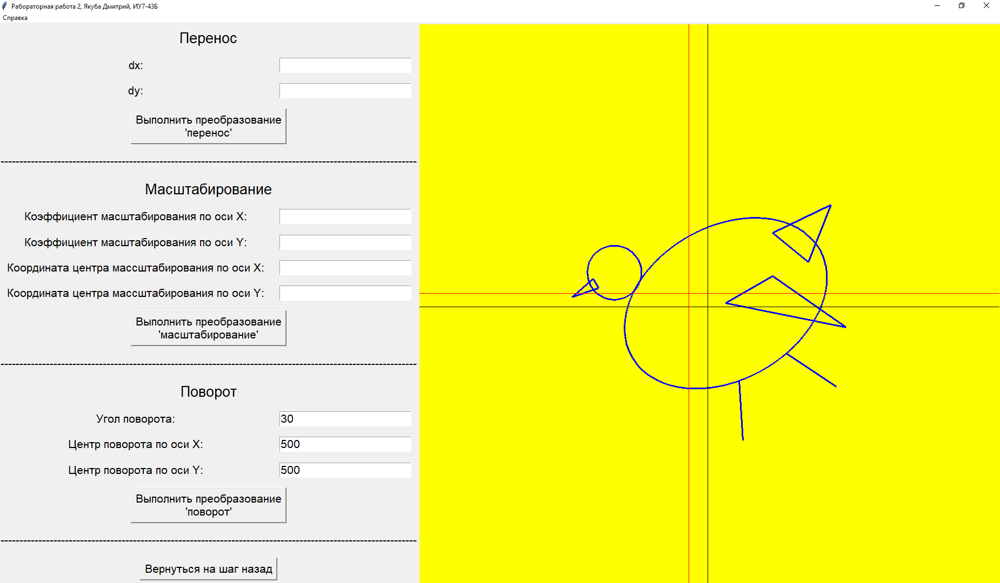 Рабораторная работа 2, Якуба Дмитрий, ИУ7-43Б
Справка
Перенос
dx:
dy:
Выполнить преобразование
'перенос'
Масштабирование
Коэффициент масштабирования по оси X:
Коэффициент масштабирования по оси Y:
Координата центра массштабирования по оси X:
Координата центра массштабирования по оси Y:
Выполнить преобразование
'масштабирование'
Поворот
Угол поворота: 30
Центр поворота по оси X: 500
Центр поворота по оси Y: 500
Выполнить преобразование
'поворот'
Вернуться на шаг назад